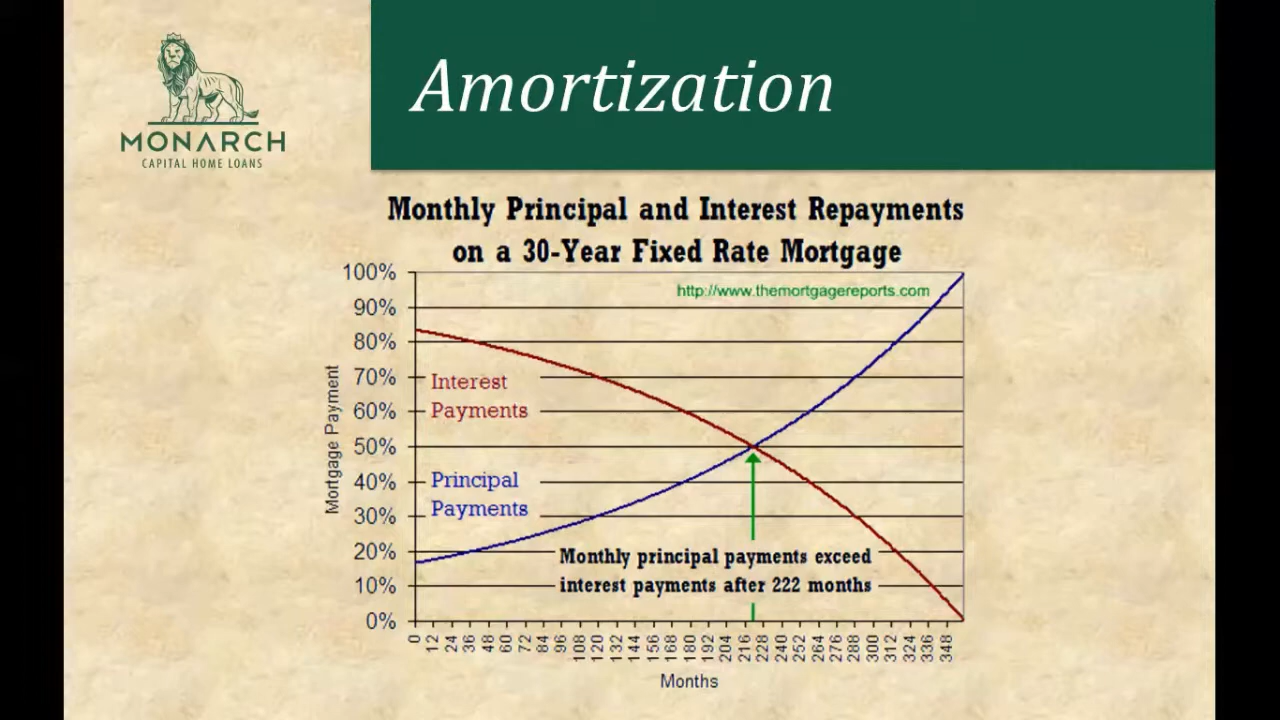 MONARCH
CAPITAL HOME LOANS
Amortization
Monthly Principal and Interest Repayments
on a 30-Year Fixed Rate Mortgage
http://www.themortgagereports.com
Mortgage Payment
100%
90%
80%
70%
60%
50%
40%
30%
20%
10%
0%
Interest
Payments
Principal
Payments
Monthly principal payments exceed
interest payments after 222 months
0 12 24 36 48 60 72 84 96 108 120 132 144 156 168 180 192 204 216 228 240 252 264 276 288 300 312 324 336 348
Months